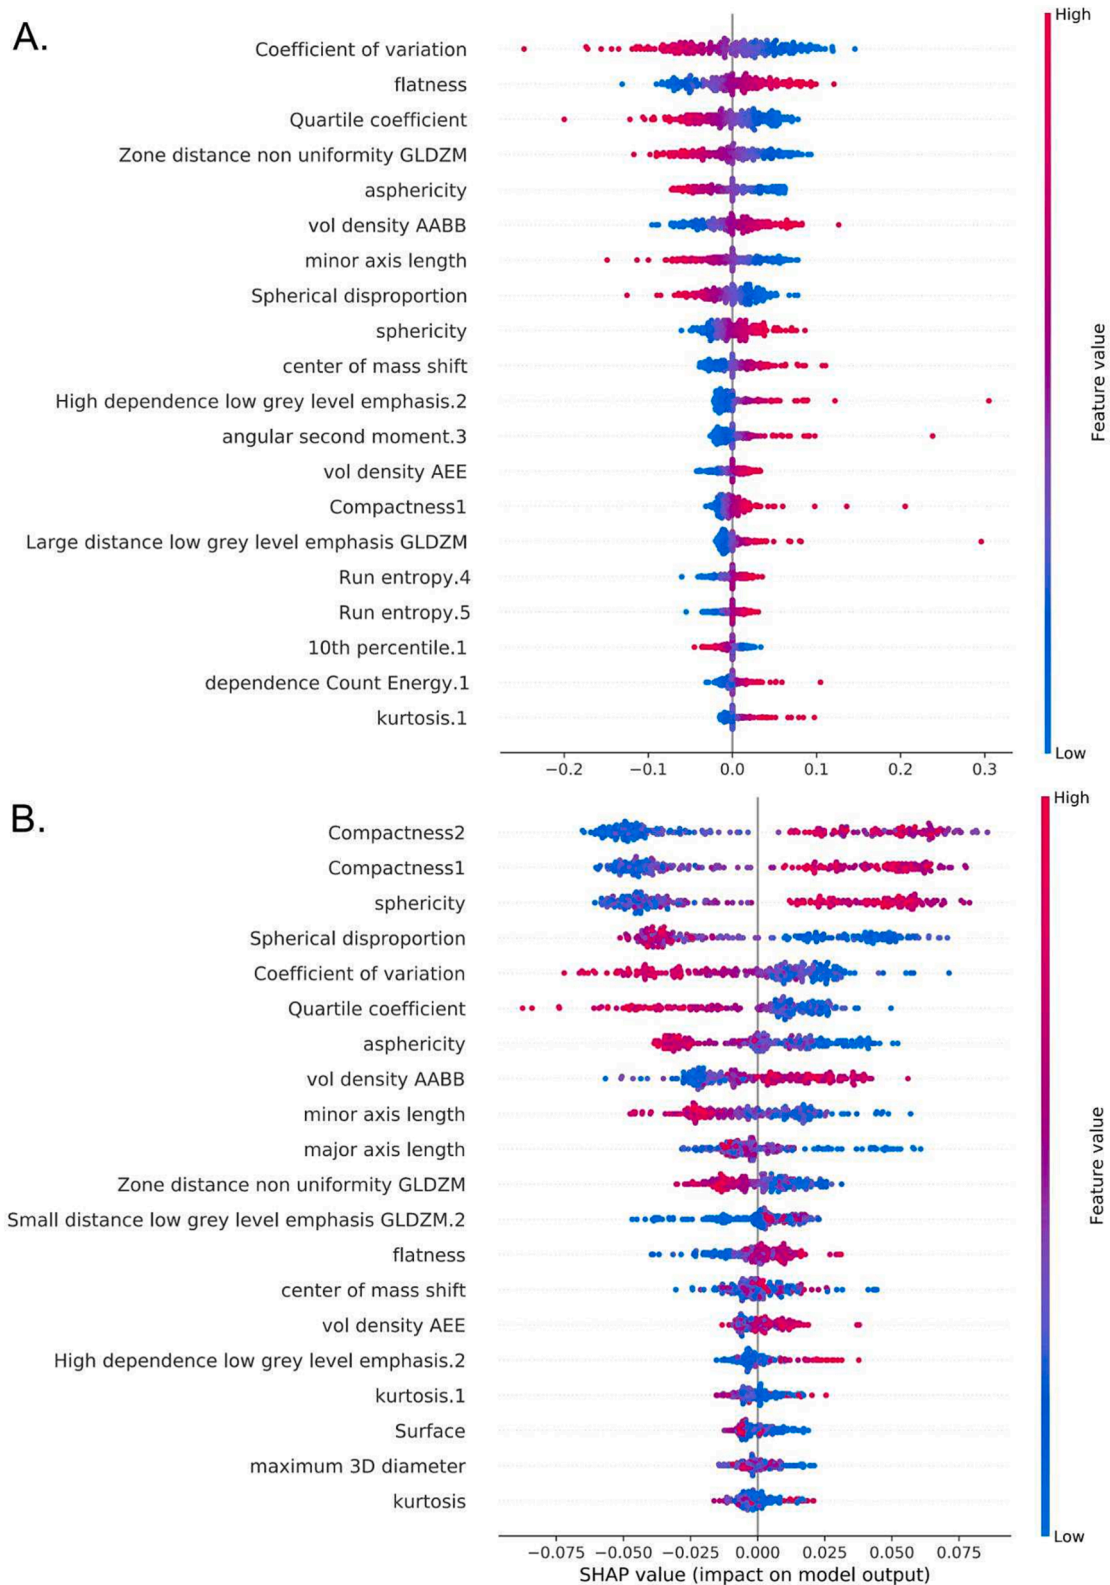 A.
High
Coefficient of variation
flatness
Quartile coefficient
Zone distance non uniformity GLDZM
asphericity
vol density AABB
minor axis length
Spherical disproportion
sphericity
center of mass shift
High dependence low grey level emphasis.2
angular second moment.3
vol density AEE
Compactness1
Large distance low grey level emphasis GLDZM
Run entropy.4
Run entropy.5
10th percentile.1
dependence Count Energy.1
kurtosis.1
Feature value
Low
−0.2 −0.1 0.0 0.1 0.2 0.3
B.
High
Compactness2
Compactness1
sphericity
Spherical disproportion
Coefficient of variation
Quartile coefficient
asphericity
vol density AABB
minor axis length
major axis length
Zone distance non uniformity GLDZM
Small distance low grey level emphasis GLDZM.2
flatness
center of mass shift
vol density AEE
High dependence low grey level emphasis.2
kurtosis.1
Surface
maximum 3D diameter
kurtosis
Feature value
Low
−0.075 −0.050 −0.025 0.000 0.025 0.050 0.075
SHAP value (impact on model output)